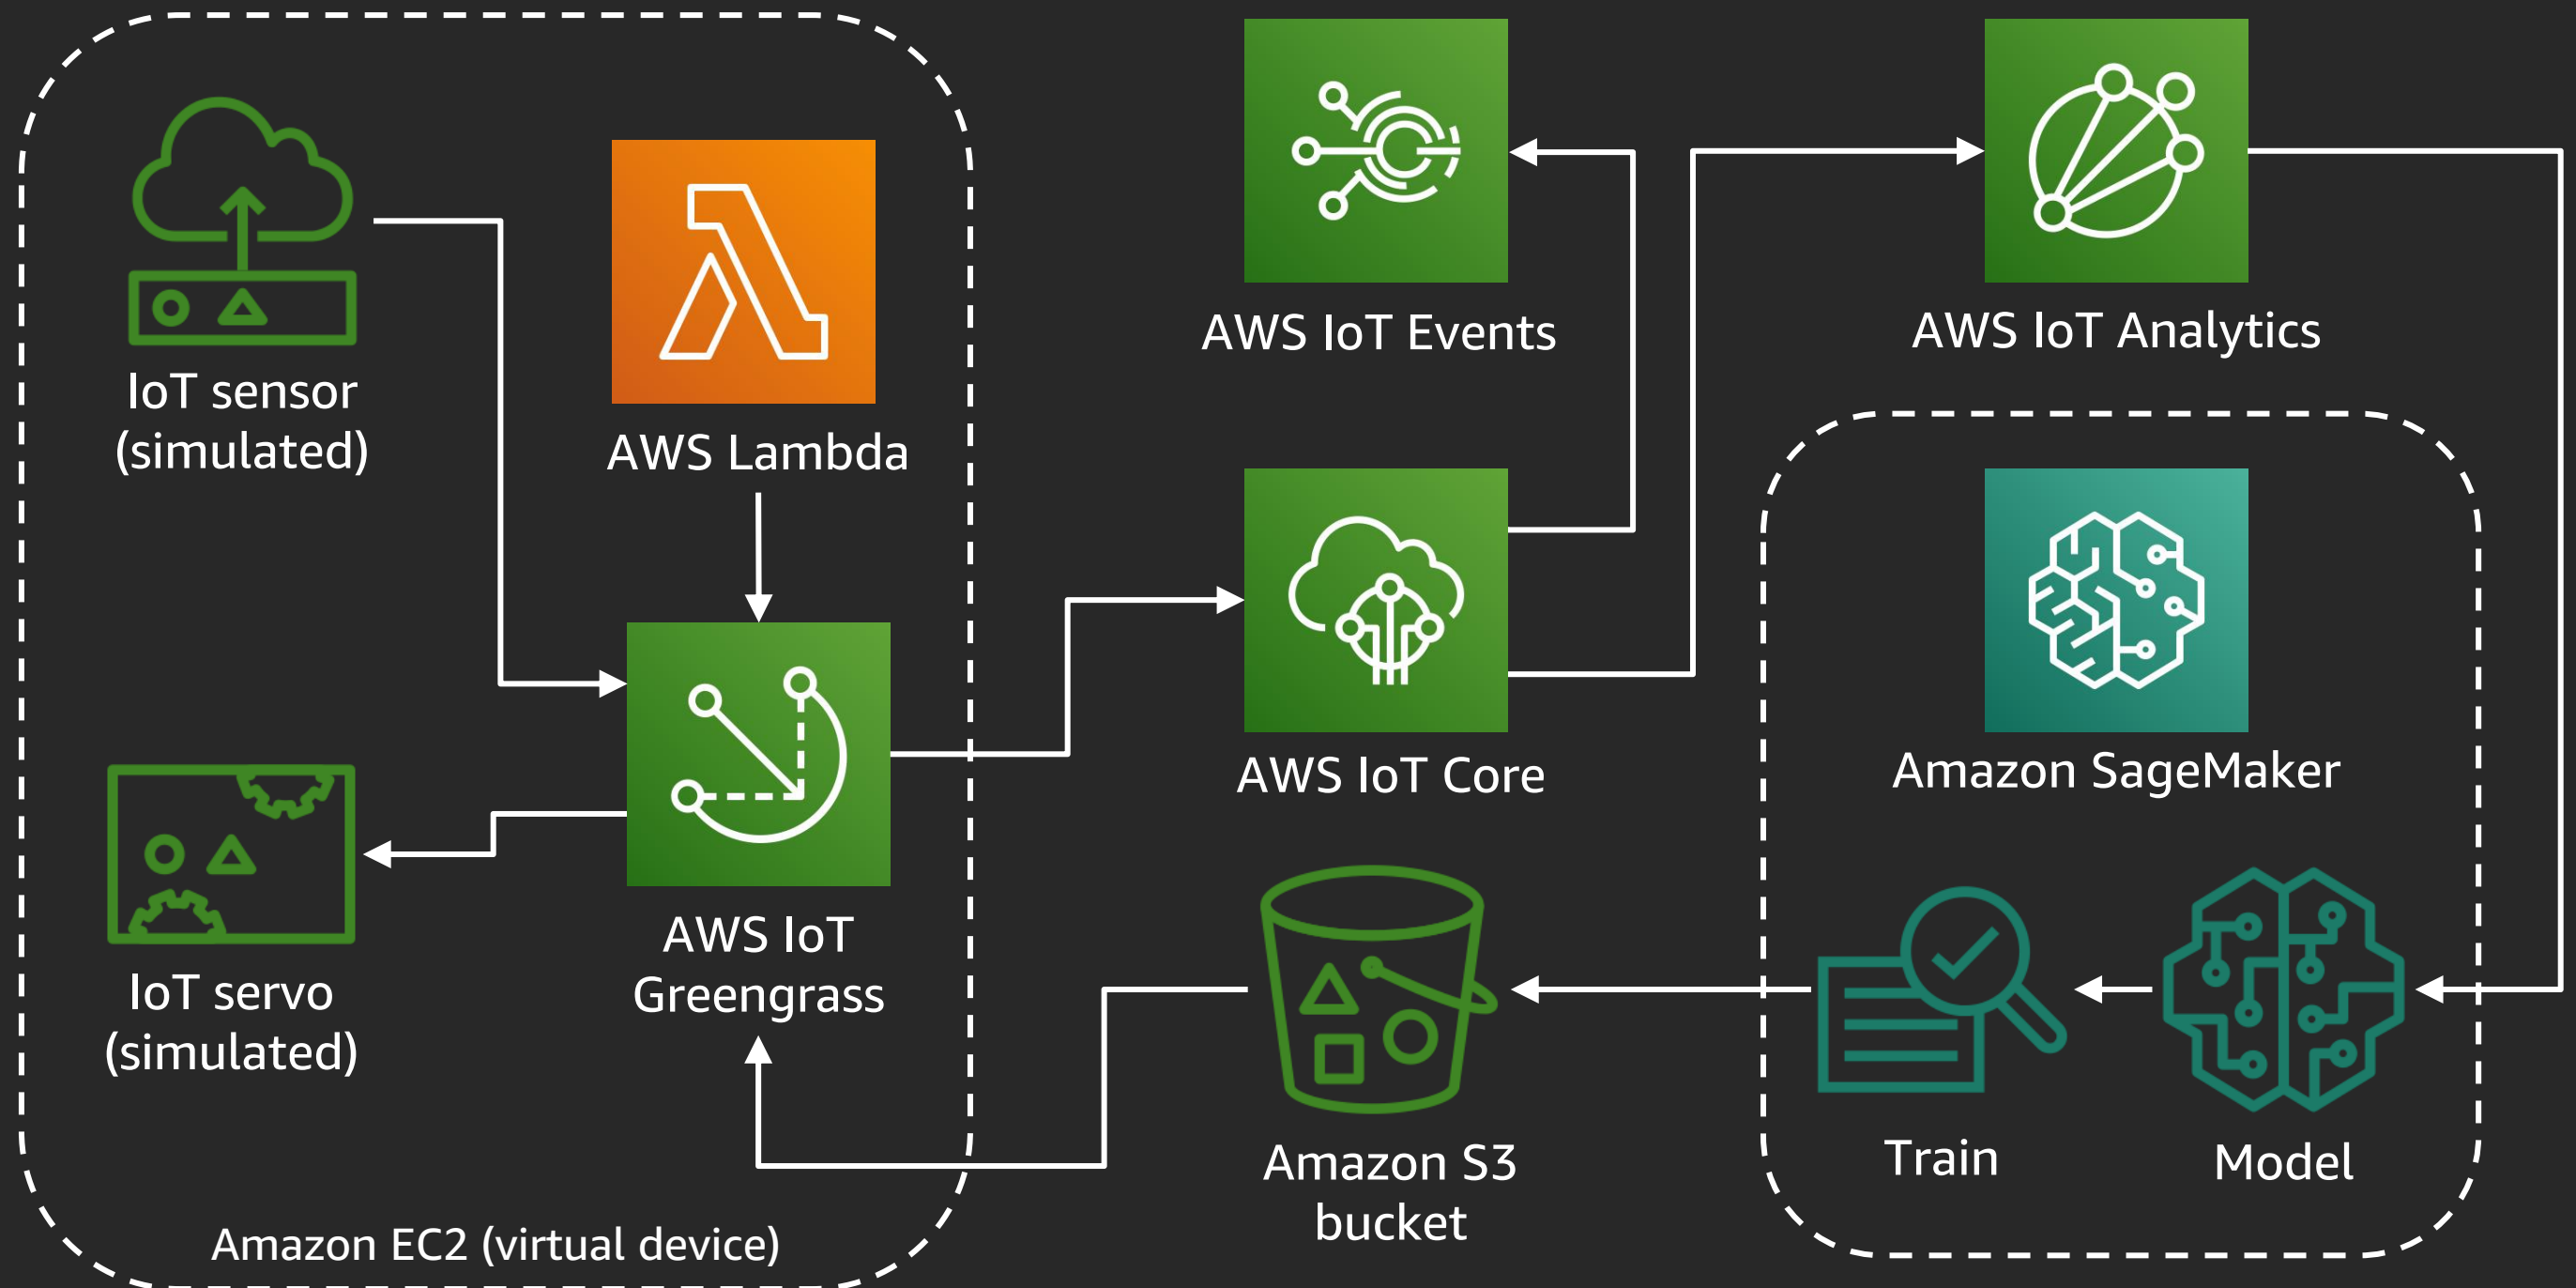 IoT sensor
(simulated)
AWS Lambda
AWS IoT Events
AWS IoT Analytics
AWS IoT Core
Amazon SageMaker
IoT servo
(simulated)
AWS IoT
Greengrass
Amazon S3
bucket
Train
Model
Amazon EC2 (virtual device)